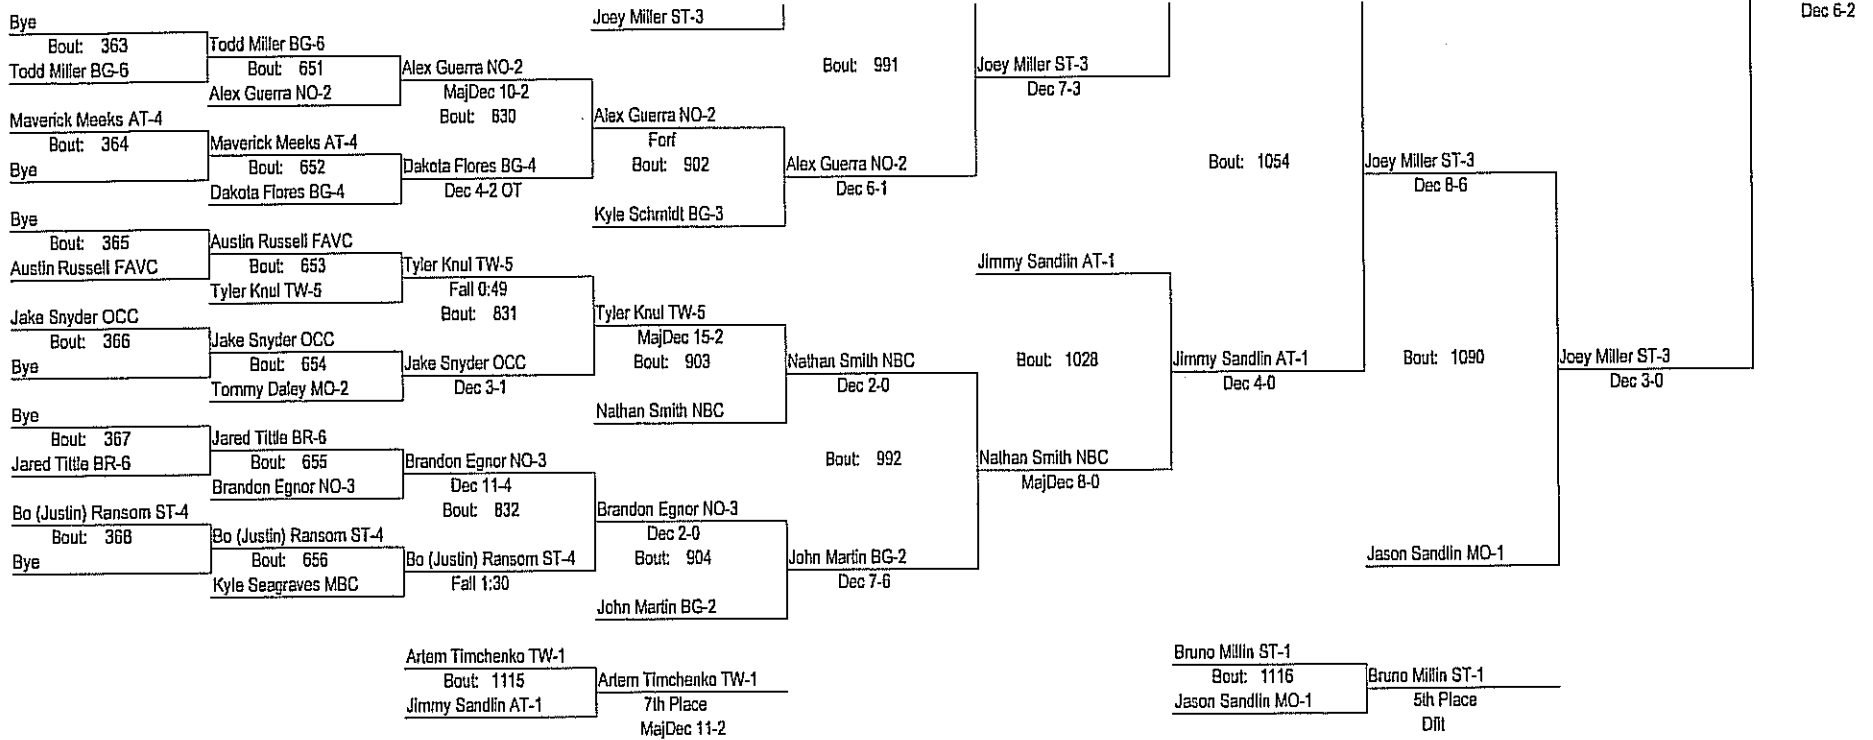 Bye
Bout: 363
Todd Miller BG-6
Todd Miller BG-6
Bout: 651
Alex Guerra NO-2
Alex Guerra NO-2
MajDec 10-2
Bout: 830
Maverick Meeks AT-4
Bout: 364
Bye
Maverick Meeks AT-4
Bout: 652
Dakota Flores BG-4
Dakota Flores BG-4
Dec 4-2 OT
Alex Guerra NO-2
Forf
Bout: 902
Kyle Schmidt BG-3
Alex Guerra NO-2
Dec 6-1
Joey Miller ST-3
Bout: 991
Joey Miller ST-3
Dec 7-3
Bye
Bout: 365
Austin Russell FAVC
Austin Russell FAVC
Bout: 653
Tyler Knul TW-5
Tyler Knul TW-5
Fall 0:49
Bout: 831
Jake Snyder OCC
Bout: 366
Bye
Jake Snyder OCC
Bout: 654
Tommy Daley MO-2
Jake Snyder OCC
Dec 3-1
Tyler Knul TW-5
MajDec 15-2
Bout: 903
Nathan Smith NBC
Nathan Smith NBC
Dec 2-0
Bye
Bout: 367
Jared Tittle BR-6
Jared Tittle BR-6
Bout: 655
Brandon Egnor NO-3
Brandon Egnor NO-3
Dec 11-4
Bout: 832
Bo (Justin) Ransom ST-4
Bout: 368
Bye
Bo (Justin) Ransom ST-4
Bout: 656
Kyle Seagraves MBC
Bo (Justin) Ransom ST-4
Fall 1:30
Brandon Egnor NO-3
Dec 2-0
Bout: 904
John Martin BG-2
John Martin BG-2
Dec 7-6
Bout: 992
Nathan Smith NBC
MajDec 8-0
Jimmy Sandlin AT-1
Bout: 1028
Jimmy Sandlin AT-1
Dec 4-0
Bout: 1054
Joey Miller ST-3
Dec 8-6
Bout: 1090
Jason Sandlin MO-1
Joey Miller ST-3
Dec 3-0
Dec 6-2
Artem Timchenko TW-1
Bout: 1115
Jimmy Sandlin AT-1
Artem Timchenko TW-1
7th Place
MajDec 11-2
Bruno Millin ST-1
Bout: 1116
Jason Sandlin MO-1
Bruno Millin ST-1
5th Place
Dflt